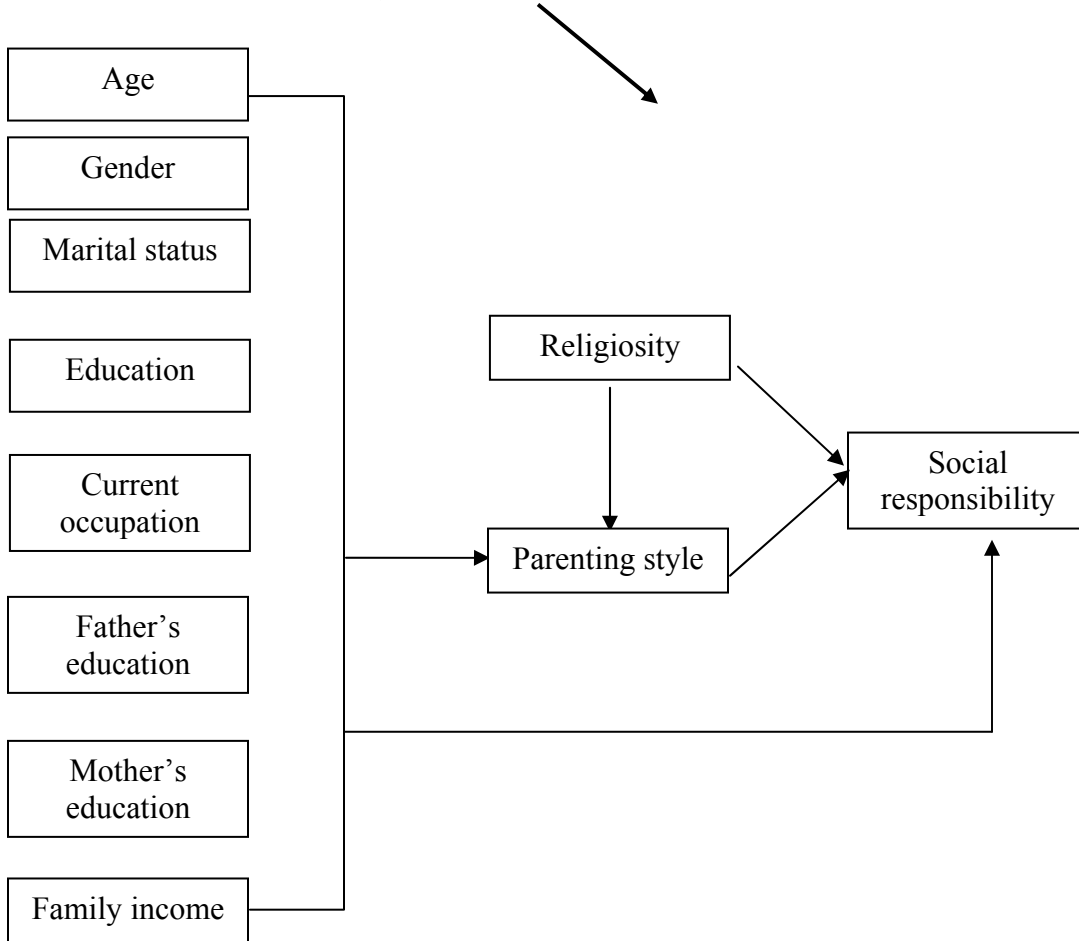 Age
Gender
Marital status
Education
Current
occupation
Father’s
education
Mother’s
education
Family income
Religiosity
Parenting style
Social
responsibility